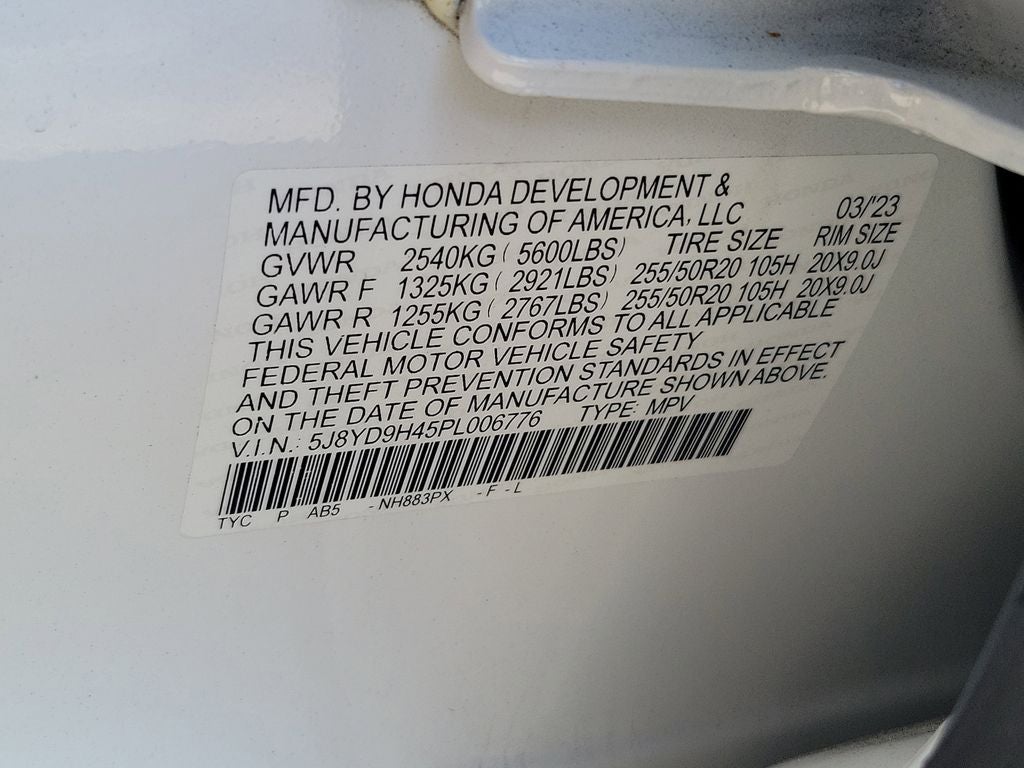 MFD. BY HONDA DEVELOPMENT &
MANUFACTURING OF AMERICA, LLC 03/'23
GVWR 2540KG ( 5600LBS) TIRE SIZE RIM SIZE
GAWR F 1325KG ( 2921LBS) 255/50R20 105H 20X9.0J
GAWR R 1255KG ( 2767LBS) 255/50R20 105H 20X9.0J
THIS VEHICLE CONFORMS TO ALL APPLICABLE
FEDERAL MOTOR VEHICLE SAFETY
AND THEFT PREVENTION STANDARDS IN EFFECT
ON THE DATE OF MANUFACTURE SHOWN ABOVE.
V.I.N.: 5J8YD9H45PL006776 TYPE: MPV
TYC P AB5 - NH883PX - F - L